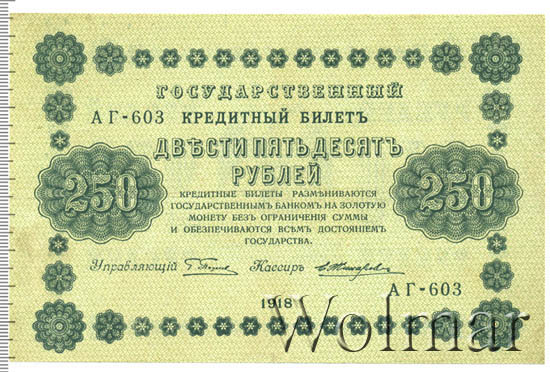 ГОСУДАРСТВЕННЫЙ
АГ-603 КРЕДИТНЫЙ БИЛЕТЪ
ДВѢСТИ ПЯТЬДЕСЯТЪ
РУБЛЕЙ
250 250
КРЕДИТНЫЕ БИЛЕТЫ РАЗМѢНИВАЮТСЯ
ГОСУДАРСТВЕННЫМЪ БАНКОМЪ НА ЗОЛОТУЮ
МОНЕТУ БЕЗЪ ОГРАНИЧЕНІЯ СУММЫ
И ОБЕЗПЕЧИВАЮТСЯ ВСѢМЪ ДОСТОЯНІЕМЪ
ГОСУДАРСТВА.
Управляющій Кассиръ
1918
АГ-603
Wolmar